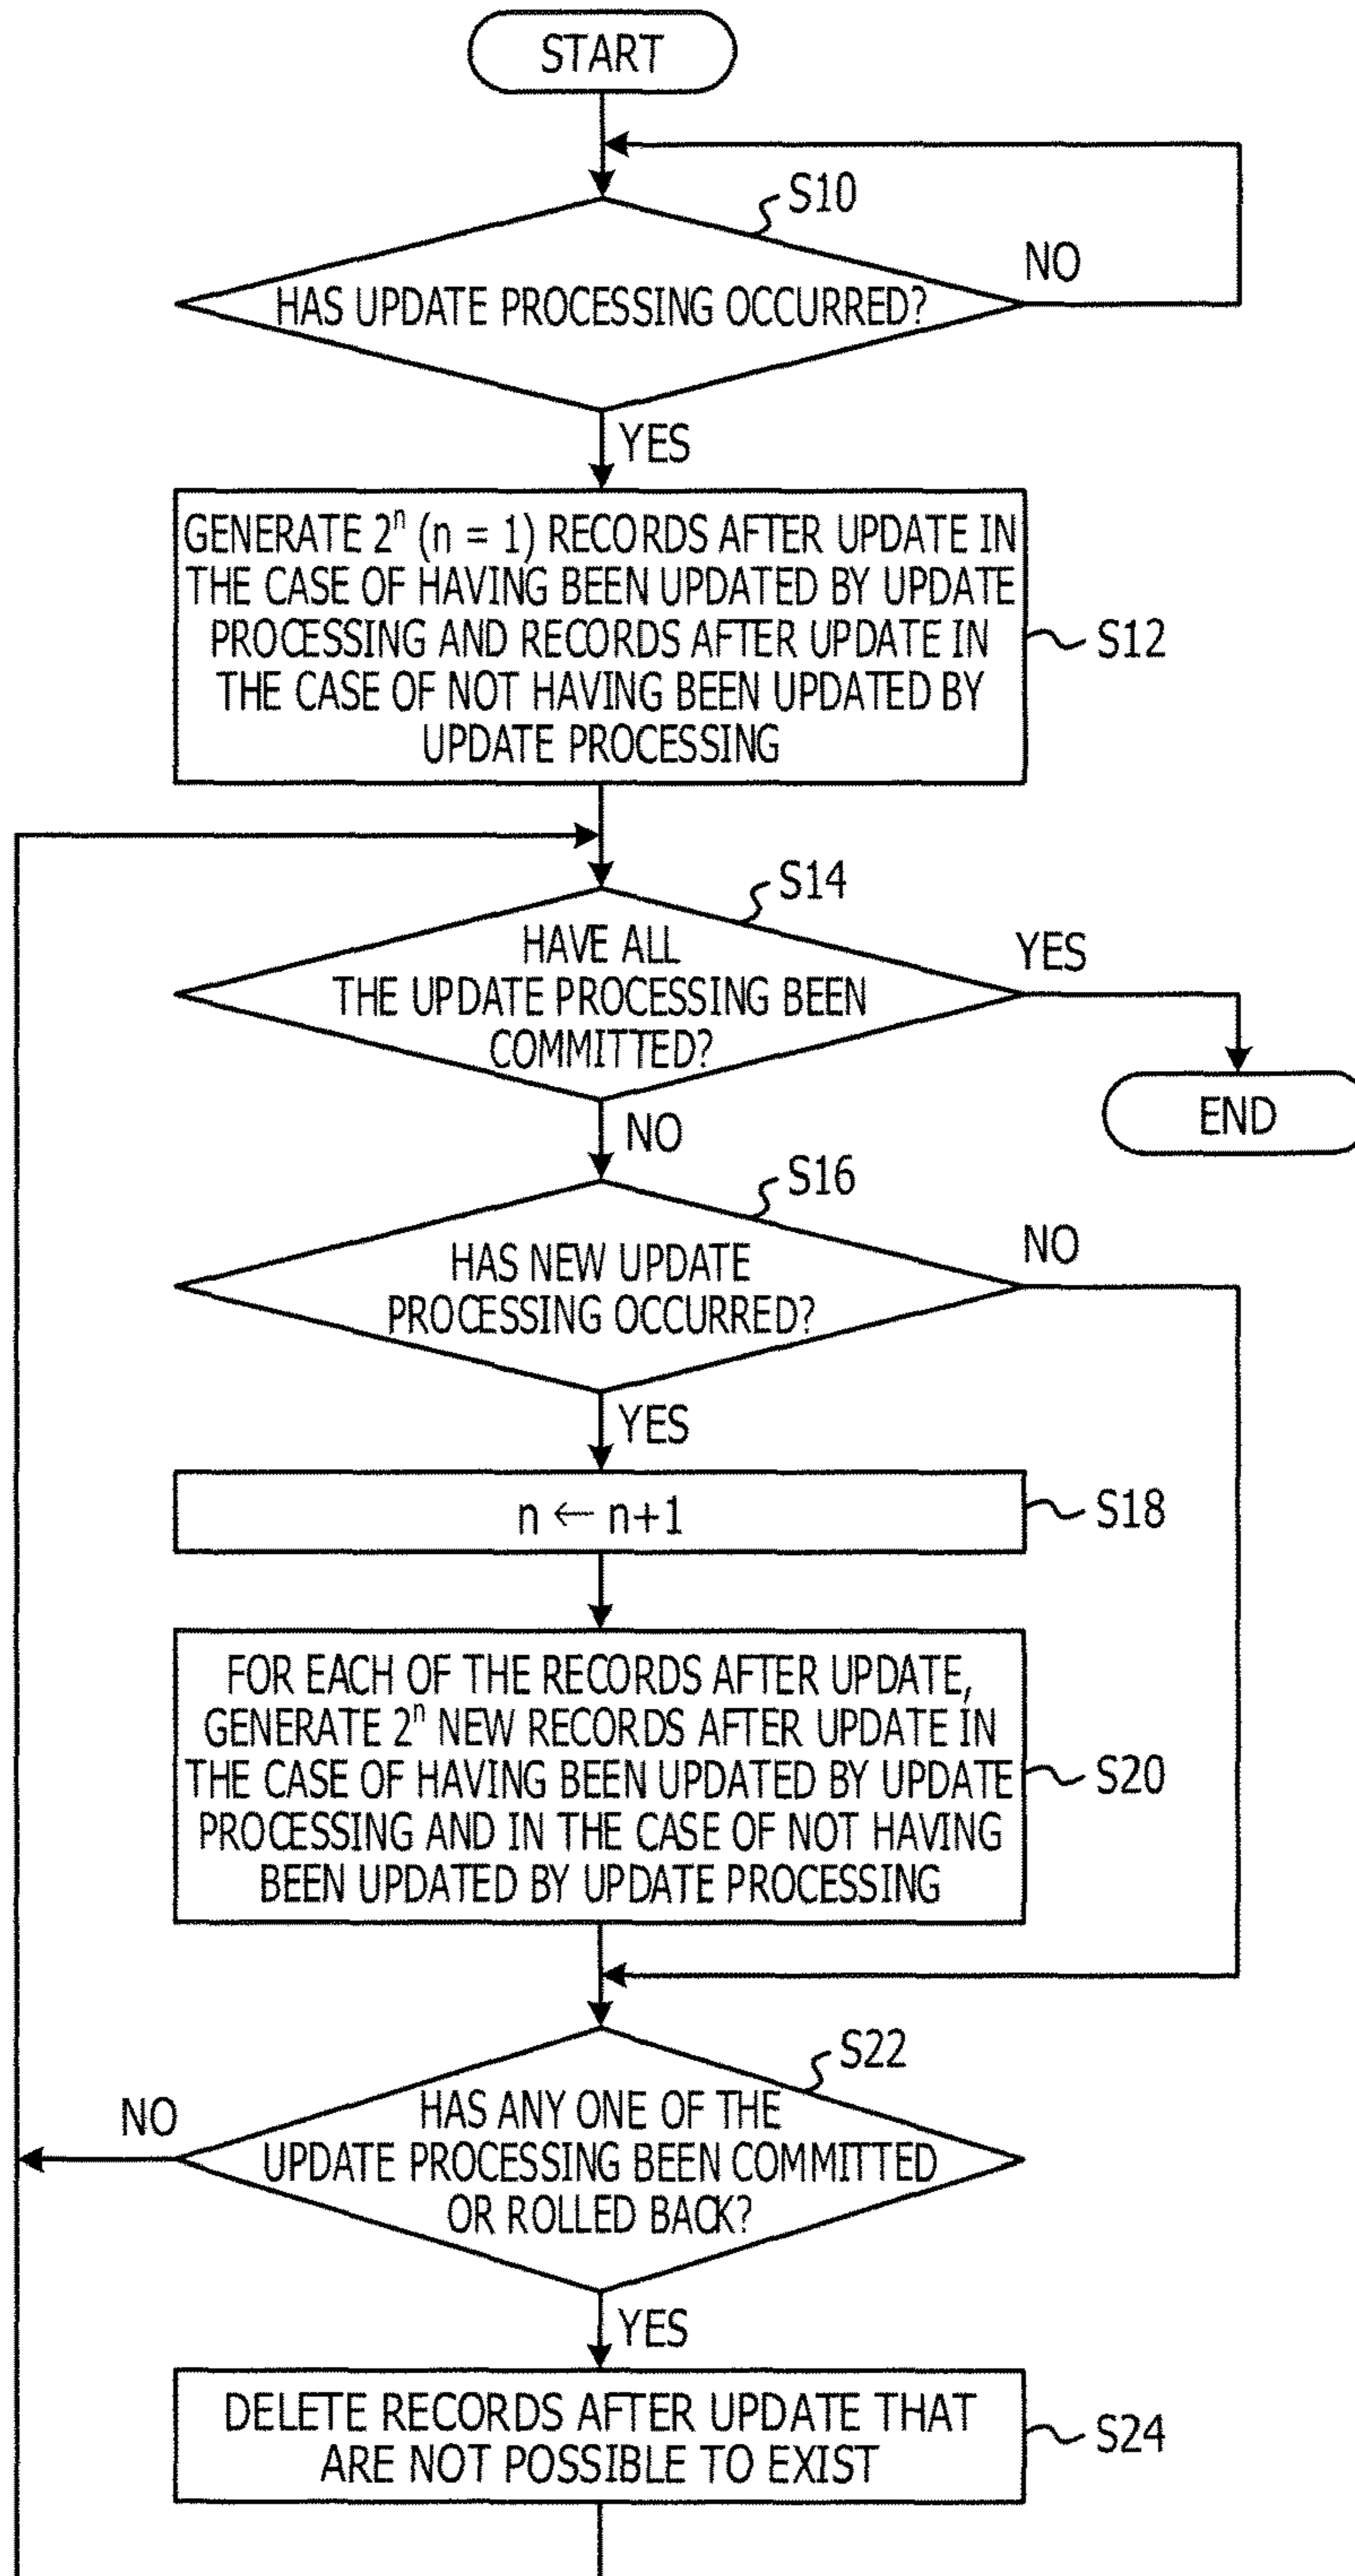 START
S10
HAS UPDATE PROCESSING OCCURRED?
NO
YES
GENERATE 2ⁿ (n = 1) RECORDS AFTER UPDATE IN
THE CASE OF HAVING BEEN UPDATED BY UPDATE
PROCESSING AND RECORDS AFTER UPDATE IN
THE CASE OF NOT HAVING BEEN UPDATED BY
UPDATE PROCESSING
S12
S14
HAVE ALL
THE UPDATE PROCESSING BEEN
COMMITTED?
YES
END
NO
S16
HAS NEW UPDATE
PROCESSING OCCURRED?
NO
YES
n ← n+1
S18
FOR EACH OF THE RECORDS AFTER UPDATE,
GENERATE 2ⁿ NEW RECORDS AFTER UPDATE IN
THE CASE OF HAVING BEEN UPDATED BY UPDATE
PROCESSING AND IN THE CASE OF NOT HAVING
BEEN UPDATED BY UPDATE PROCESSING
S20
S22
HAS ANY ONE OF THE
UPDATE PROCESSING BEEN COMMITTED
OR ROLLED BACK?
NO
YES
DELETE RECORDS AFTER UPDATE THAT
ARE NOT POSSIBLE TO EXIST
S24